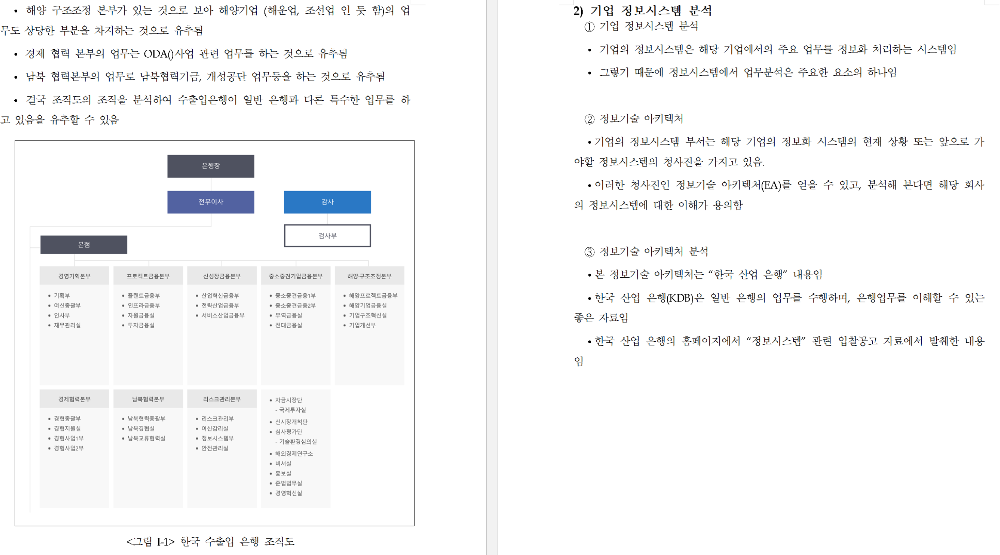 • 해양 구조조정 본부가 있는 것으로 보아 해양기업 (해운업, 조선업 인 듯 함)의 업
무도 상당한 부분을 차지하는 것으로 유추됨
• 경제 협력 본부의 업무는 ODA()사업 관련 업무를 하는 것으로 유추됨
• 남북 협력본부의 업무로 남북협력기금, 개성공단 업무등을 하는 것으로 유추됨
• 결국 조직도의 조직을 분석하여 수출입은행이 일반 은행과 다른 특수한 업무를 하
고 있음을 유추할 수 있음
은행장
전무이사
감사
검사부
본점
경영기획본부
• 기획부
• 여신총괄부
• 인사부
• 재무관리실
프로젝트금융본부
• 플랜트금융부
• 인프라금융부
• 자원금융실
• 투자금융실
신성장금융본부
• 산업혁신금융부
• 전략산업금융부
• 서비스산업금융부
중소중견기업금융본부
• 중소중견금융1부
• 중소중견금융2부
• 무역금융실
• 전대금융실
해양·구조조정본부
• 해양프로젝트금융부
• 해양기업금융실
• 기업구조혁신실
• 기업개선부
경제협력본부
• 경협총괄부
• 경협지원실
• 경협사업1부
• 경협사업2부
남북협력본부
• 남북협력총괄부
• 남북경협실
• 남북교류협력실
리스크관리본부
• 리스크관리부
• 여신감리실
• 정보시스템부
• 안전관리실
• 자금시장단
- 국제투자실
• 신시장개척단
• 심사평가단
- 기술환경심의실
• 해외경제연구소
• 비서실
• 홍보실
• 준법법무실
• 경영혁신실
<그림 I-1> 한국 수출입 은행 조직도
2) 기업 정보시스템 분석
① 기업 정보시스템 분석
• 기업의 정보시스템은 해당 기업에서의 주요 업무를 정보화 처리하는 시스템임
• 그렇기 때문에 정보시스템에서 업무분석은 주요한 요소의 하나임
② 정보기술 아키텍처
• 기업의 정보시스템 부서는 해당 기업의 정보화 시스템의 현재 상황 또는 앞으로 가
야할 정보시스템의 청사진을 가지고 있음.
• 이러한 청사진인 정보기술 아키텍처(EA)를 얻을 수 있고, 분석해 본다면 해당 회사
의 정보시스템에 대한 이해가 용의함
③ 정보기술 아키텍처 분석
• 본 정보기술 아키텍처는 “한국 산업 은행” 내용임
• 한국 산업 은행(KDB)은 일반 은행의 업무를 수행하며, 은행업무를 이해할 수 있는
좋은 자료임
• 한국 산업 은행의 홈페이지에서 “정보시스템” 관련 입찰공고 자료에서 발췌한 내용
임